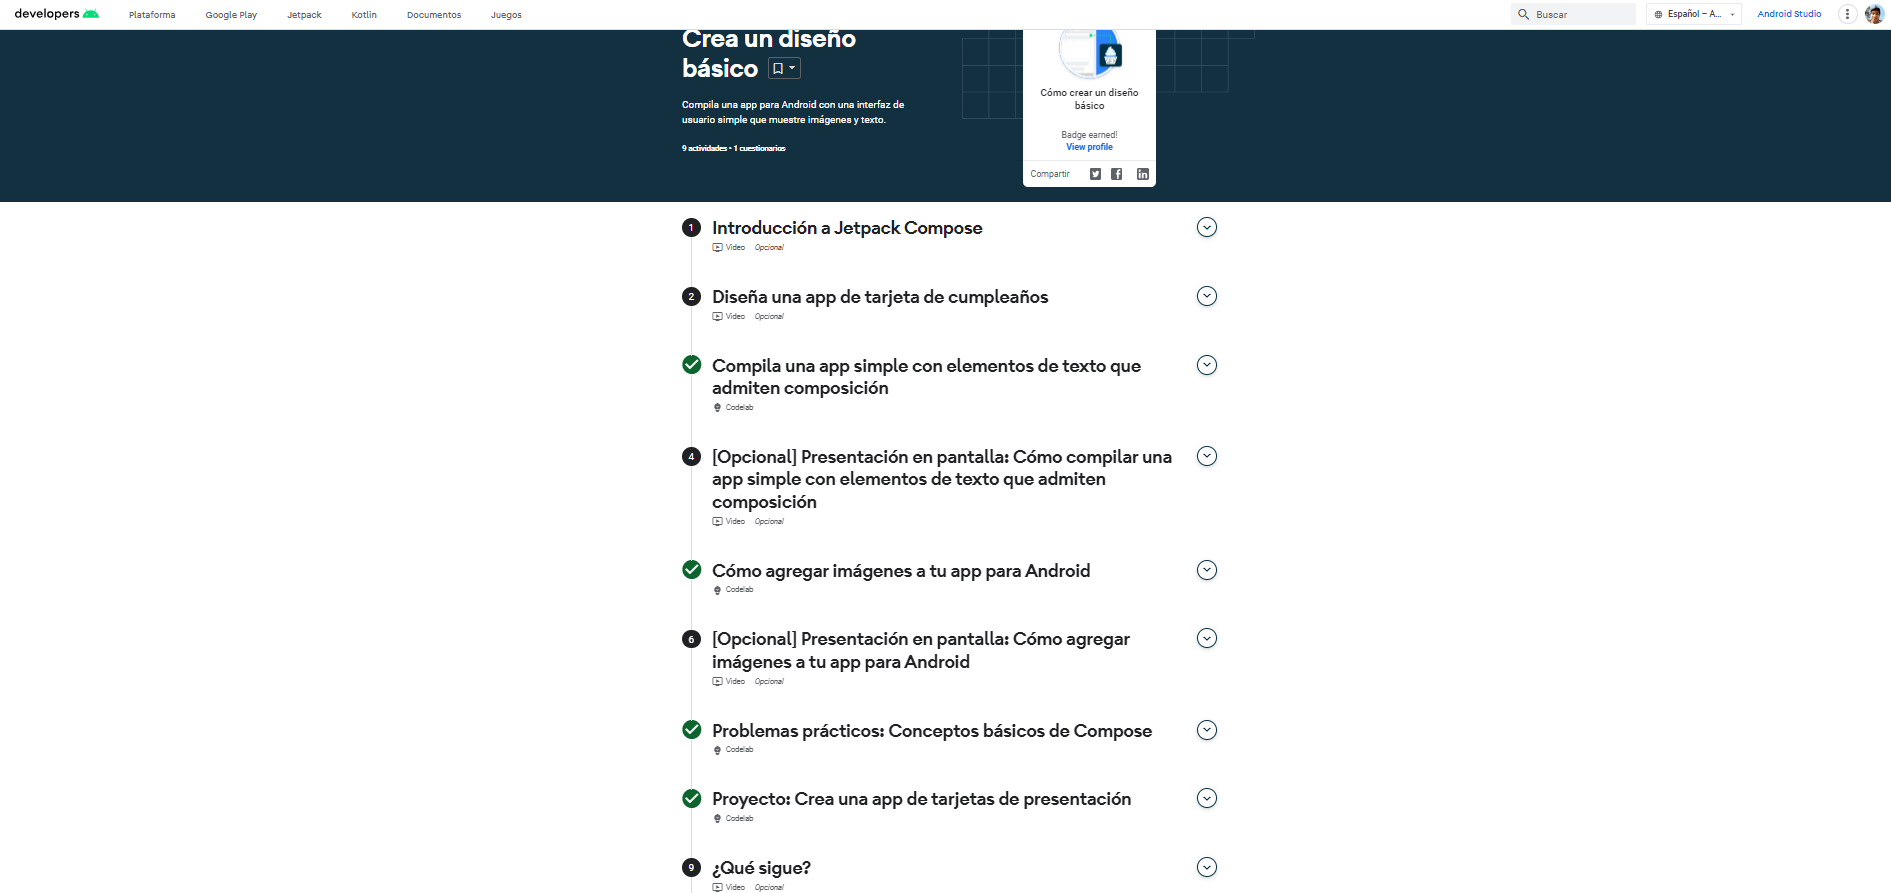 developers
Plataforma
Google Play
Jetpack
Kotlin
Documentos
Juegos
Buscar
Español – A...
Android Studio
Crea un diseño
básico
Compila una app para Android con una interfaz de
usuario simple que muestre imágenes y texto.
9 actividades • 1 cuestionarios
Cómo crear un diseño
básico
Badge earned!
View profile
Compartir
1 Introducción a Jetpack Compose
Video Opcional
2 Diseña una app de tarjeta de cumpleaños
Video Opcional
Compila una app simple con elementos de texto que
admiten composición
Codelab
4 [Opcional] Presentación en pantalla: Cómo compilar una
app simple con elementos de texto que admiten
composición
Video Opcional
Cómo agregar imágenes a tu app para Android
Codelab
6 [Opcional] Presentación en pantalla: Cómo agregar
imágenes a tu app para Android
Video Opcional
Problemas prácticos: Conceptos básicos de Compose
Codelab
Proyecto: Crea una app de tarjetas de presentación
Codelab
9 ¿Qué sigue?
Video Opcional